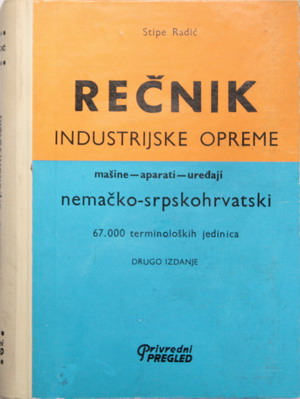 Stipe Radić
REČNIK
INDUSTRIJSKE OPREME
mašine—aparati—uređaji
nemačko-srpskohrvatski
67.000 terminoloških jedinica
DRUGO IZDANJE
Privredni
PREGLED